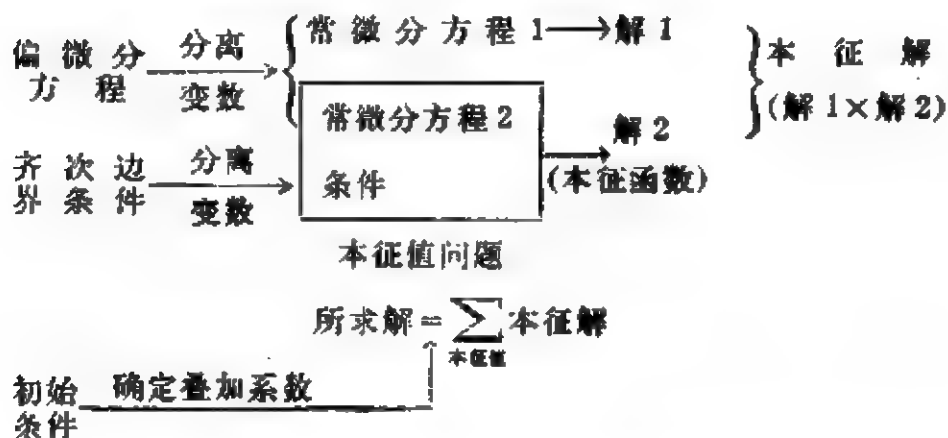 偏微分方程
分离变数
常微分方程1
解1
本征解
(解1×解2)
常微分方程2
条件
解2
(本征函数)
齐次边界条件
分离变数
本征值问题
所求解=∑本征解
本征值
初始条件
确定叠加系数